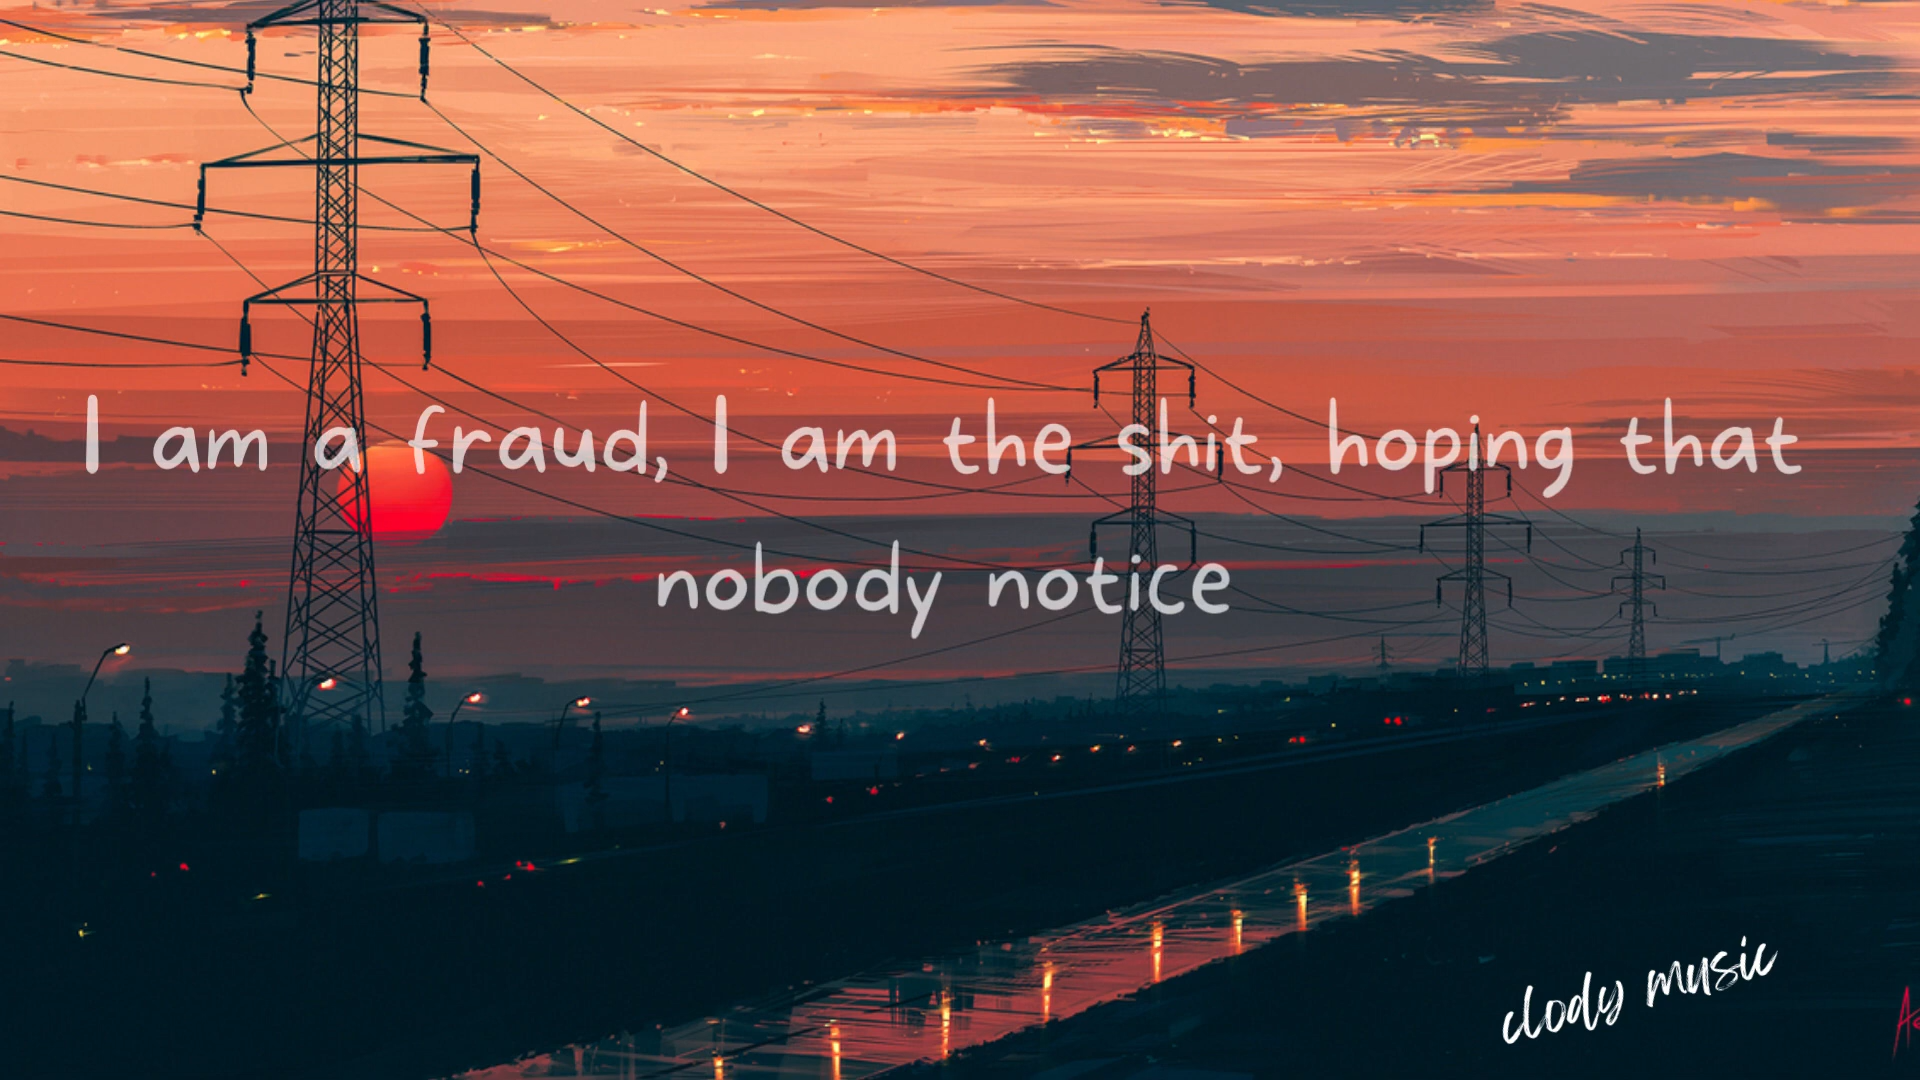 I am a fraud, I am the shit, hoping that
nobody notice
clody music